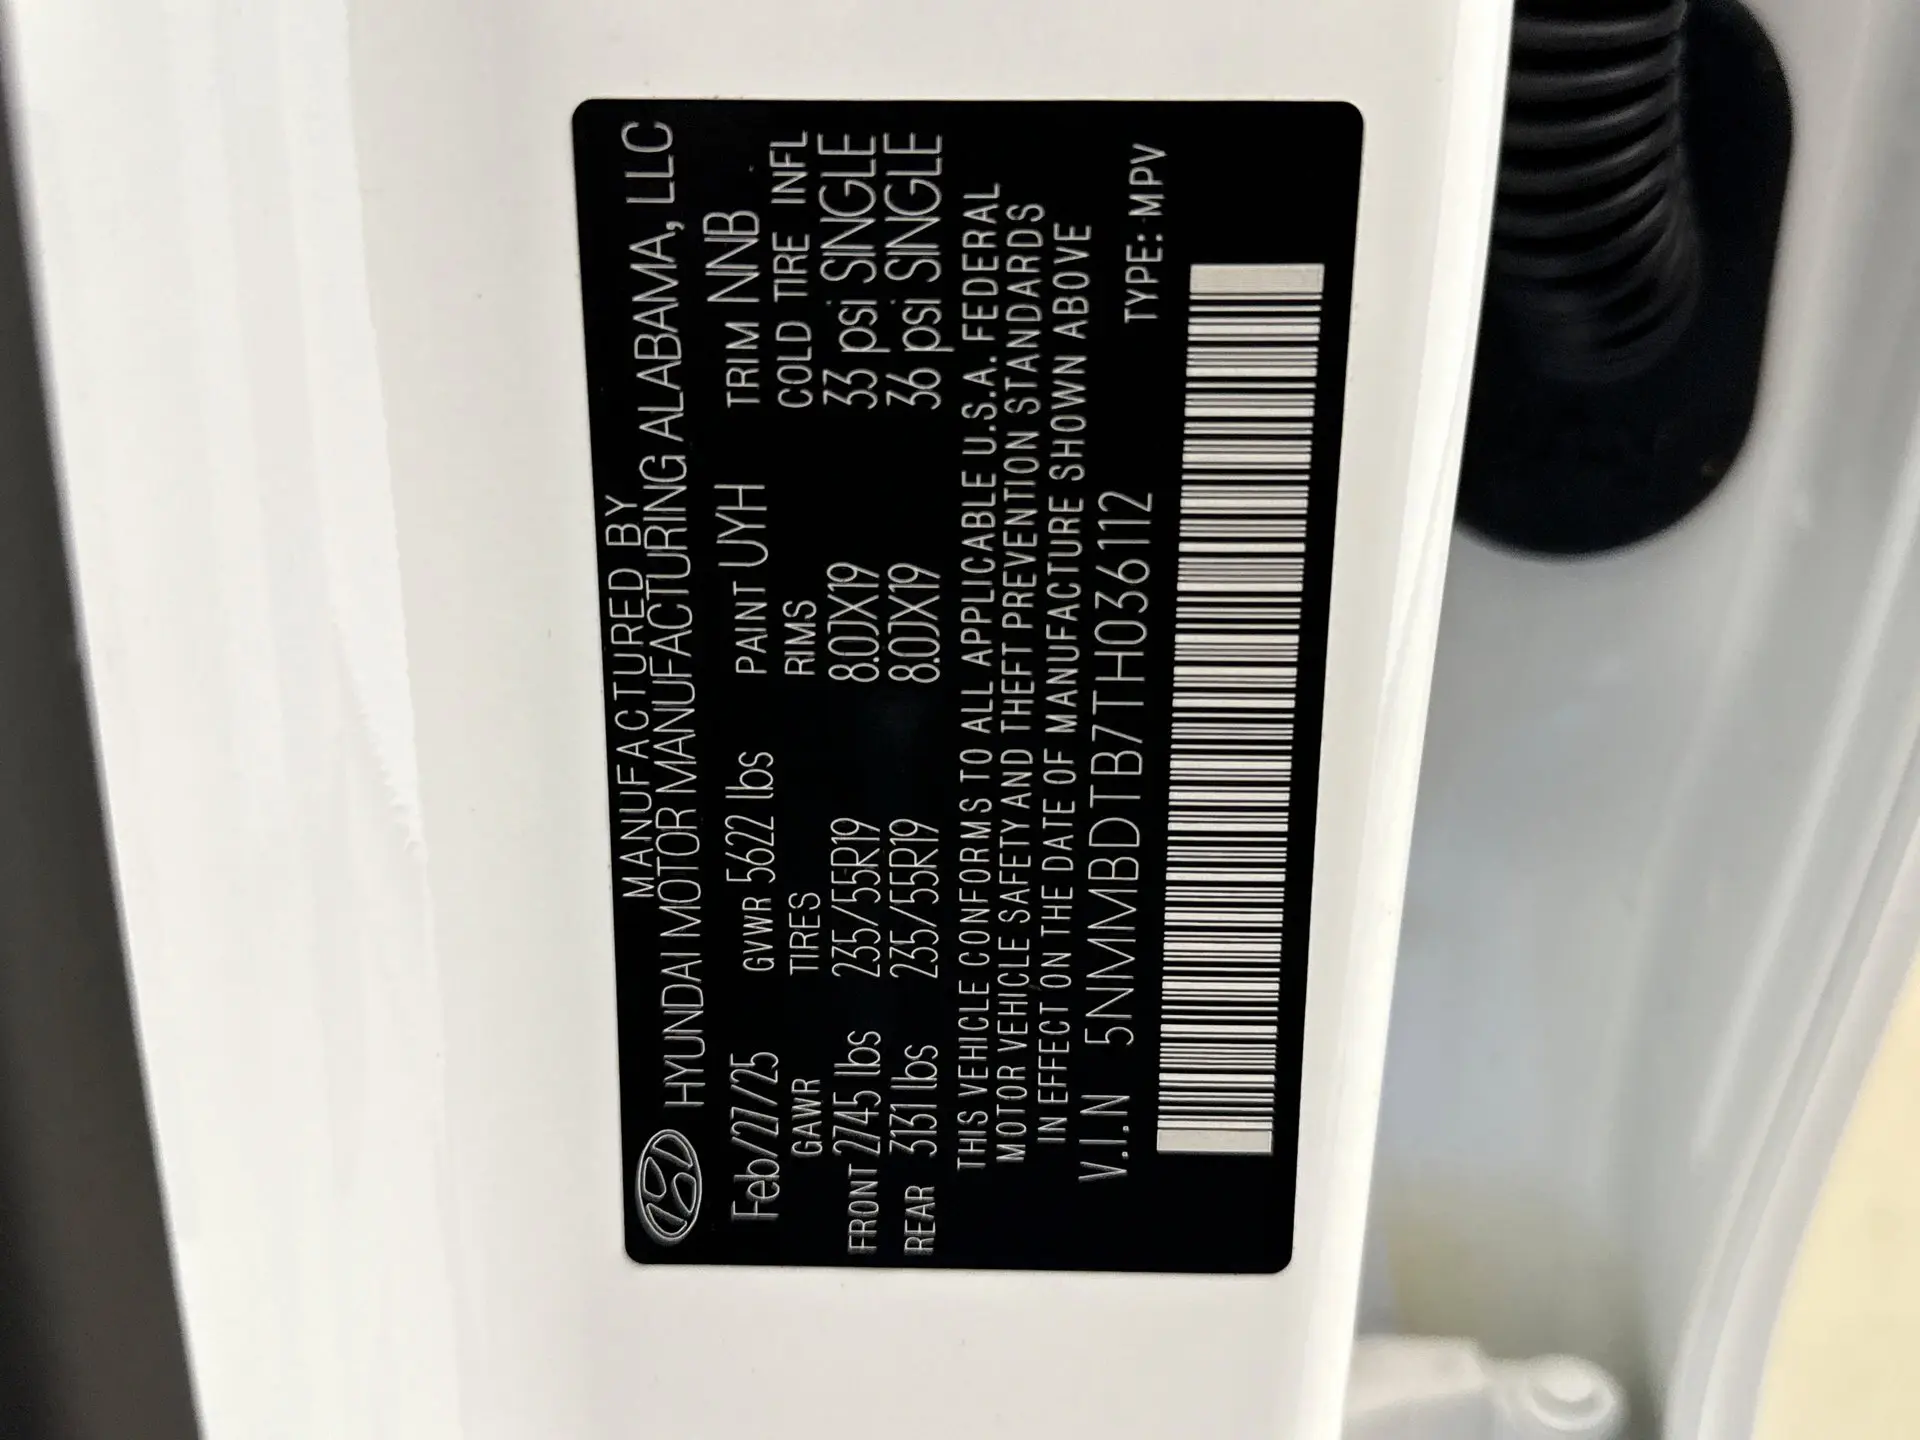 MANUFACTURED BY
HYUNDAI MOTOR MANUFACTURING ALABAMA, LLC
Feb/27/25 GVWR 5622 lbs PAINT UYH TRIM NNB
GAWR TIRES RIMS COLD TIRE INFL
FRONT 2745 lbs 235/55R19 8.0JX19 33 psi SINGLE
REAR 3131 lbs 235/55R19 8.0JX19 36 psi SINGLE
THIS VEHICLE CONFORMS TO ALL APPLICABLE U.S.A. FEDERAL
MOTOR VEHICLE SAFETY AND THEFT PREVENTION STANDARDS
IN EFFECT ON THE DATE OF MANUFACTURE SHOWN ABOVE
V.I.N 5NMMBDTB7TH036112 TYPE: MPV